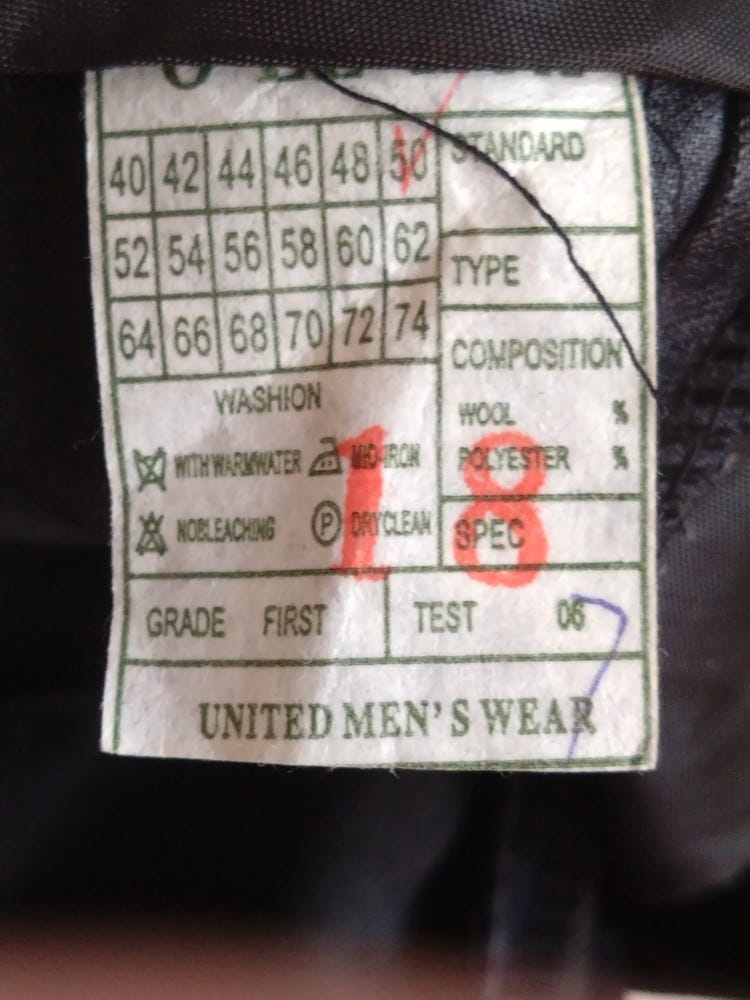 40 42 44 46 48 50 STANDARD
52 54 56 58 60 62
TYPE
64 66 68 70 72 74
COMPOSITION
WASHION
WOOL %
WITH WARMWATER MID-IRON POLYESTER %
18
NOBLEACHING P DRYCLEAN SPEC
GRADE FIRST TEST 06
7
UNITED MEN'S WEAR